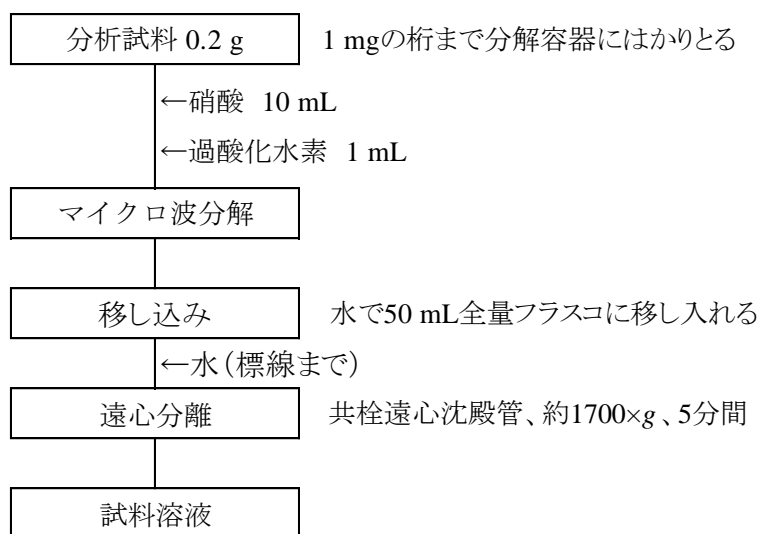 分析試料 0.2 g 1 mgの桁まで分解容器にはかりとる
←硝酸 10 mL
←過酸化水素 1 mL
マイクロ波分解
移し込み 水で50 mL全量フラスコに移し入れる
←水（標線まで）
遠心分離 共栓遠心沈殿管、約1700×g 、5分間
試料溶液